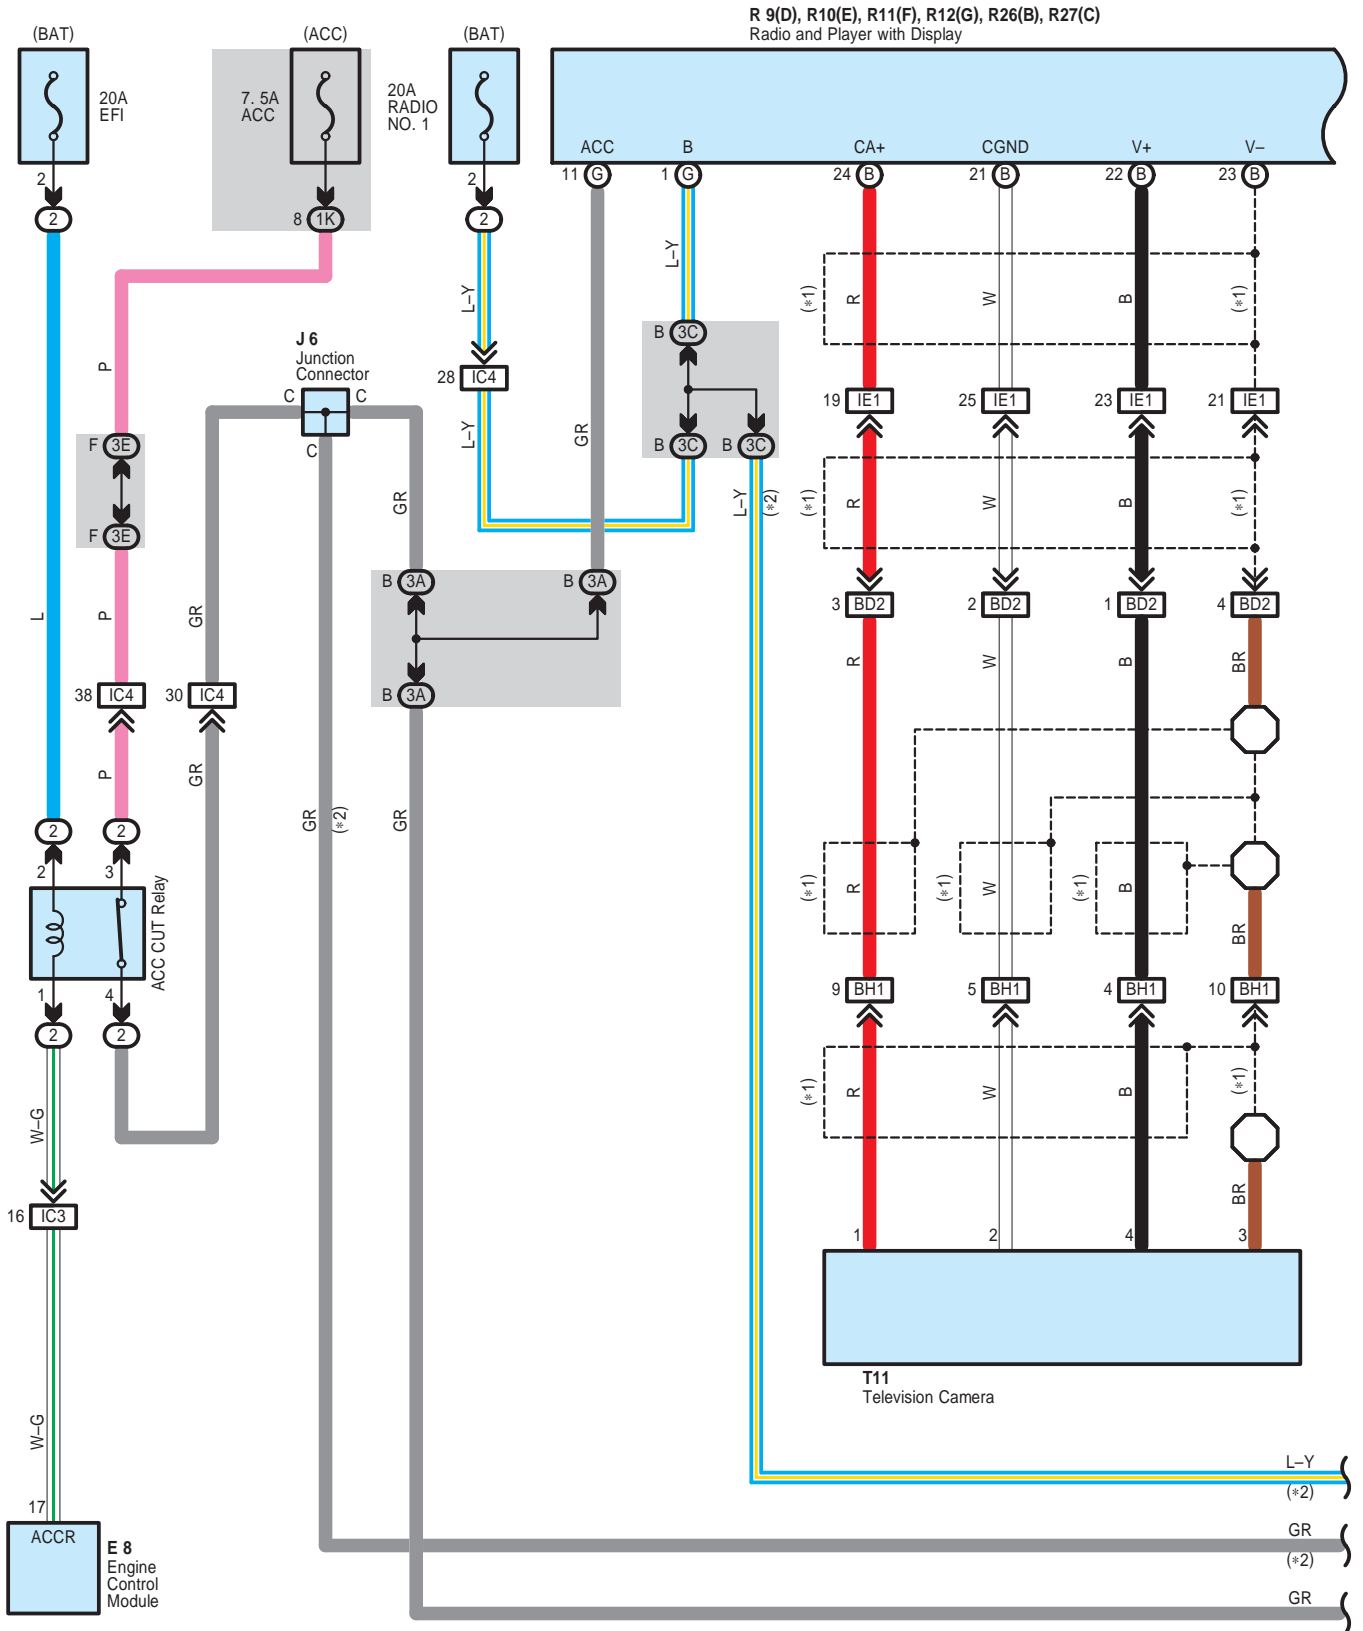 R 9(D), R10(E), R11(F), R12(G), R26(B), R27(C)
Radio and Player with Display
(BAT)
(ACC)
(BAT)
20A
EFI
7. 5A
ACC
20A
RADIO
NO. 1
ACC
B
CA+
CGND
V+
V–
11 G
1 G
24 B
21 B
22 B
23 B
2
2
2
2
8 1K
L–Y
L–Y
(*1)
R
W
B
(*1)
P
J 6
Junction
Connector
C
C
C
B 3C
28 IC4
19 IE1
25 IE1
23 IE1
21 IE1
L–Y
GR
B 3C
B 3C
F 3E
F 3E
GR
L–Y
(*2)
(*1)
R
W
B
(*1)
B 3A
B 3A
3 BD2
2 BD2
1 BD2
4 BD2
L
P
GR
R
W
B
BR
38 IC4
30 IC4
B 3A
P
GR
GR
(*2)
GR
2
2
2
3
ACC CUT Relay
(*1)
R
(*1)
W
(*1)
B
BR
1
4
9 BH1
5 BH1
4 BH1
10 BH1
2
2
W–G
(*1)
R
W
B
(*1)
BR
16 IC3
1
2
4
3
T11
Television Camera
W–G
L–Y
(*2)
17
ACCR
E 8
Engine
Control
Module
GR
(*2)
GR